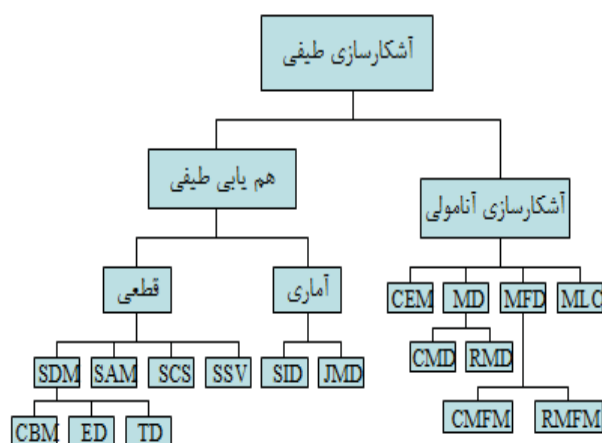 آشکارسازی طیفی
هم یابی طیفی
آشکارسازی آنامولی
قطعی
آماری
CEM
MD
MFD
MLC
SDM
SAM
SCS
SSV
SID
JMD
CMD
RMD
CBM
ED
TD
CMFM
RMFM